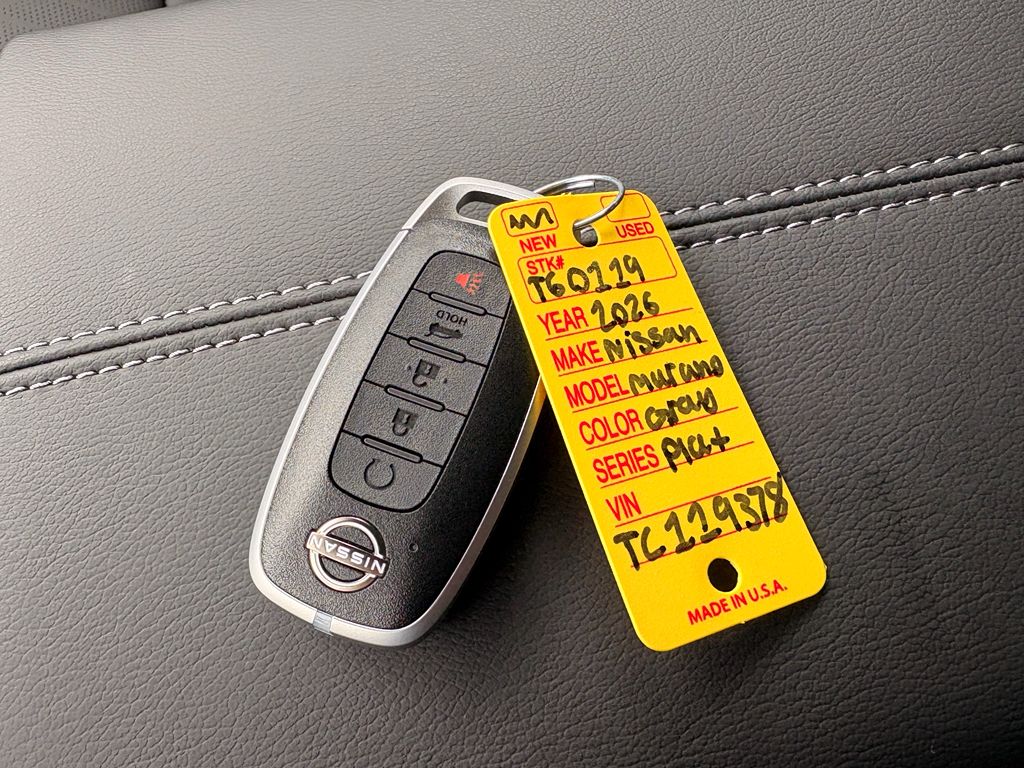 NEW
USED
STK#
T60119
YEAR 2026
MAKE Nissan
MODEL Murano
COLOR Gray
SERIES Plat
VIN
TC119378
MADE IN U.S.A.
HOLD
NISSAN